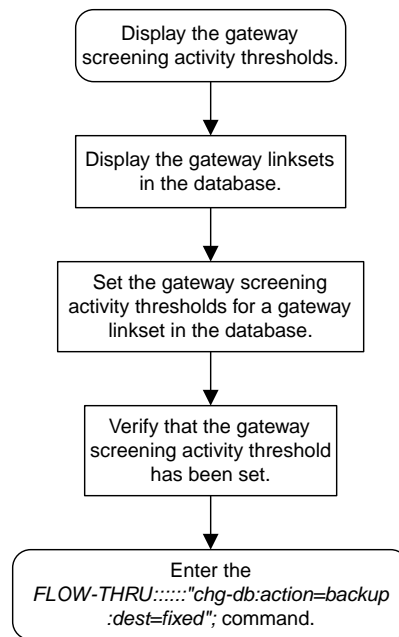 Display the gateway
screening activity thresholds.
Display the gateway linksets
in the database.
Set the gateway screening
activity thresholds for a gateway
linkset in the database.
Verify that the gateway
screening activity threshold
has been set.
Enter the
FLOW-THRU::::::"chg-db:action=backup
:dest=fixed"; command.